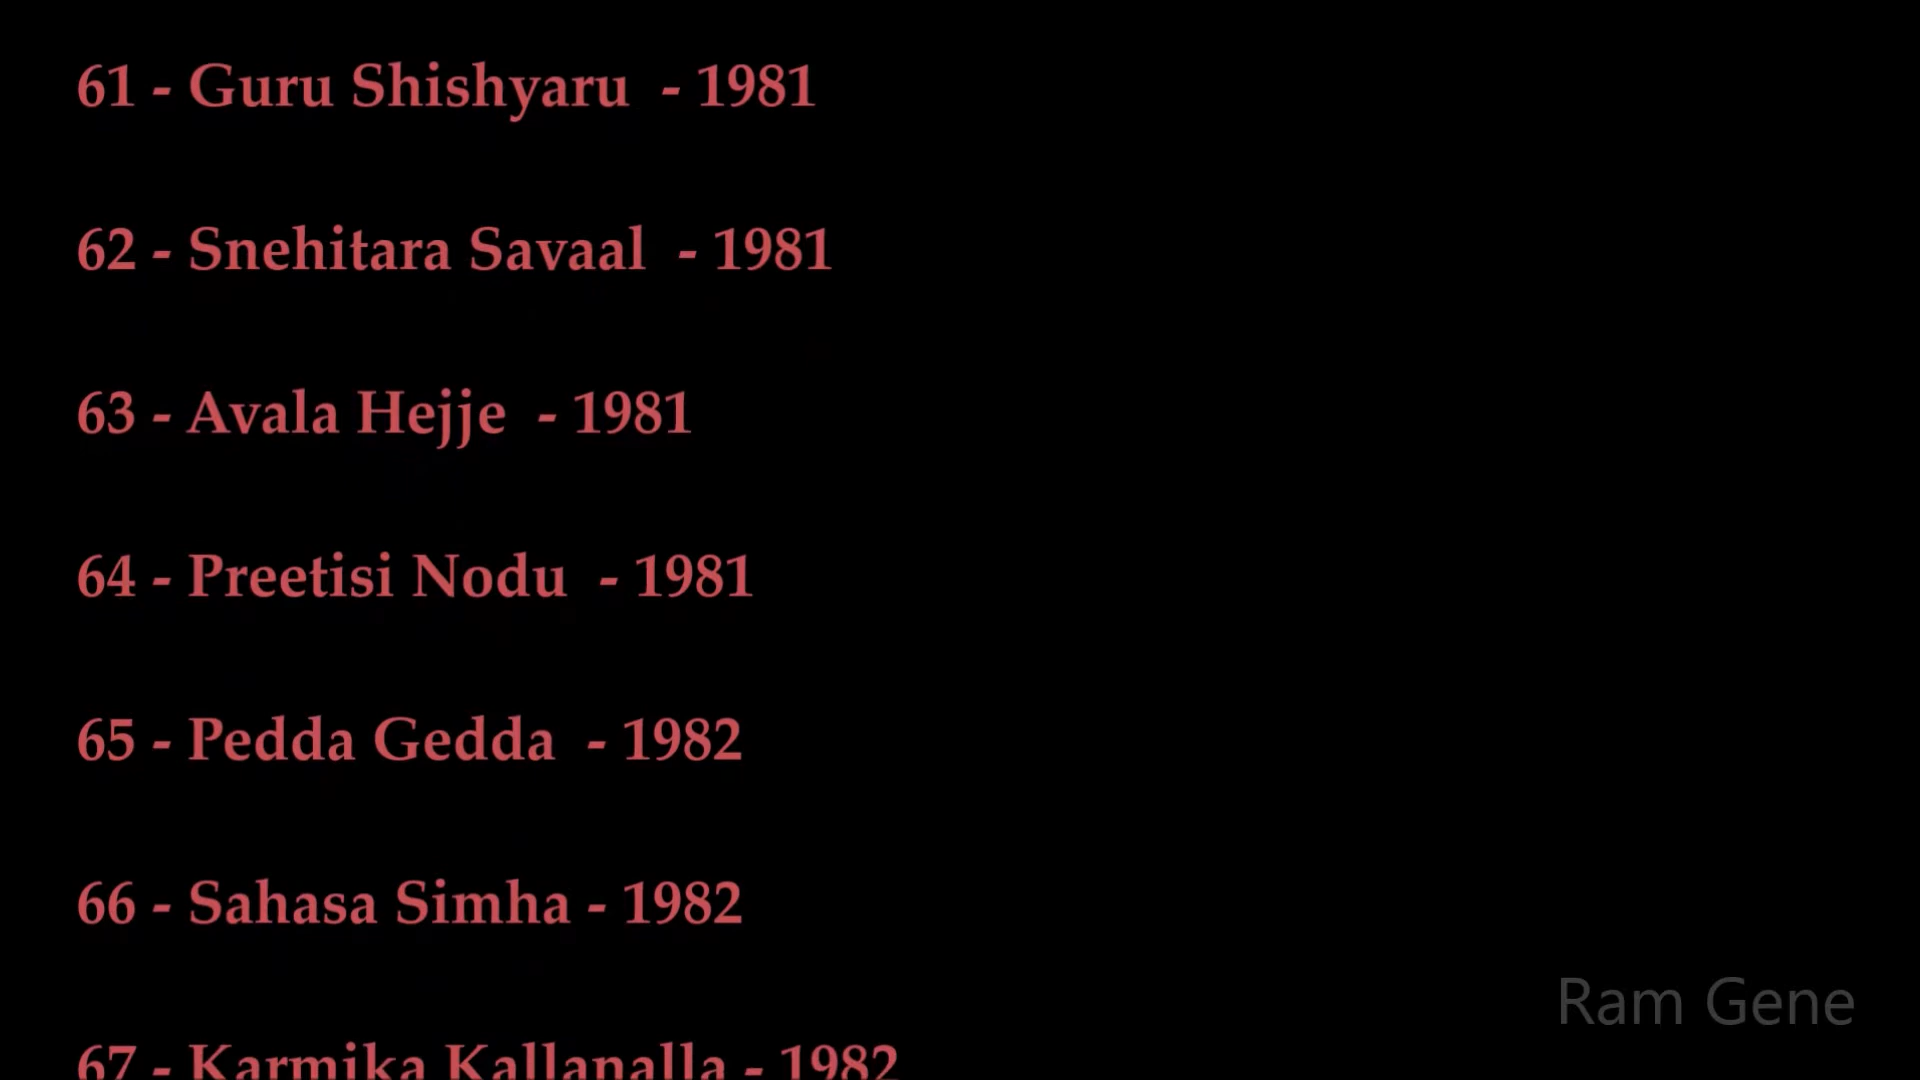 61 - Guru Shishyaru - 1981
62 - Snehitara Savaal - 1981
63 - Avala Hejje - 1981
64 - Preetisi Nodu - 1981
65 - Pedda Gedda - 1982
66 - Sahasa Simha - 1982
Ram Gene
67 - Karmika Kallanalla - 1982